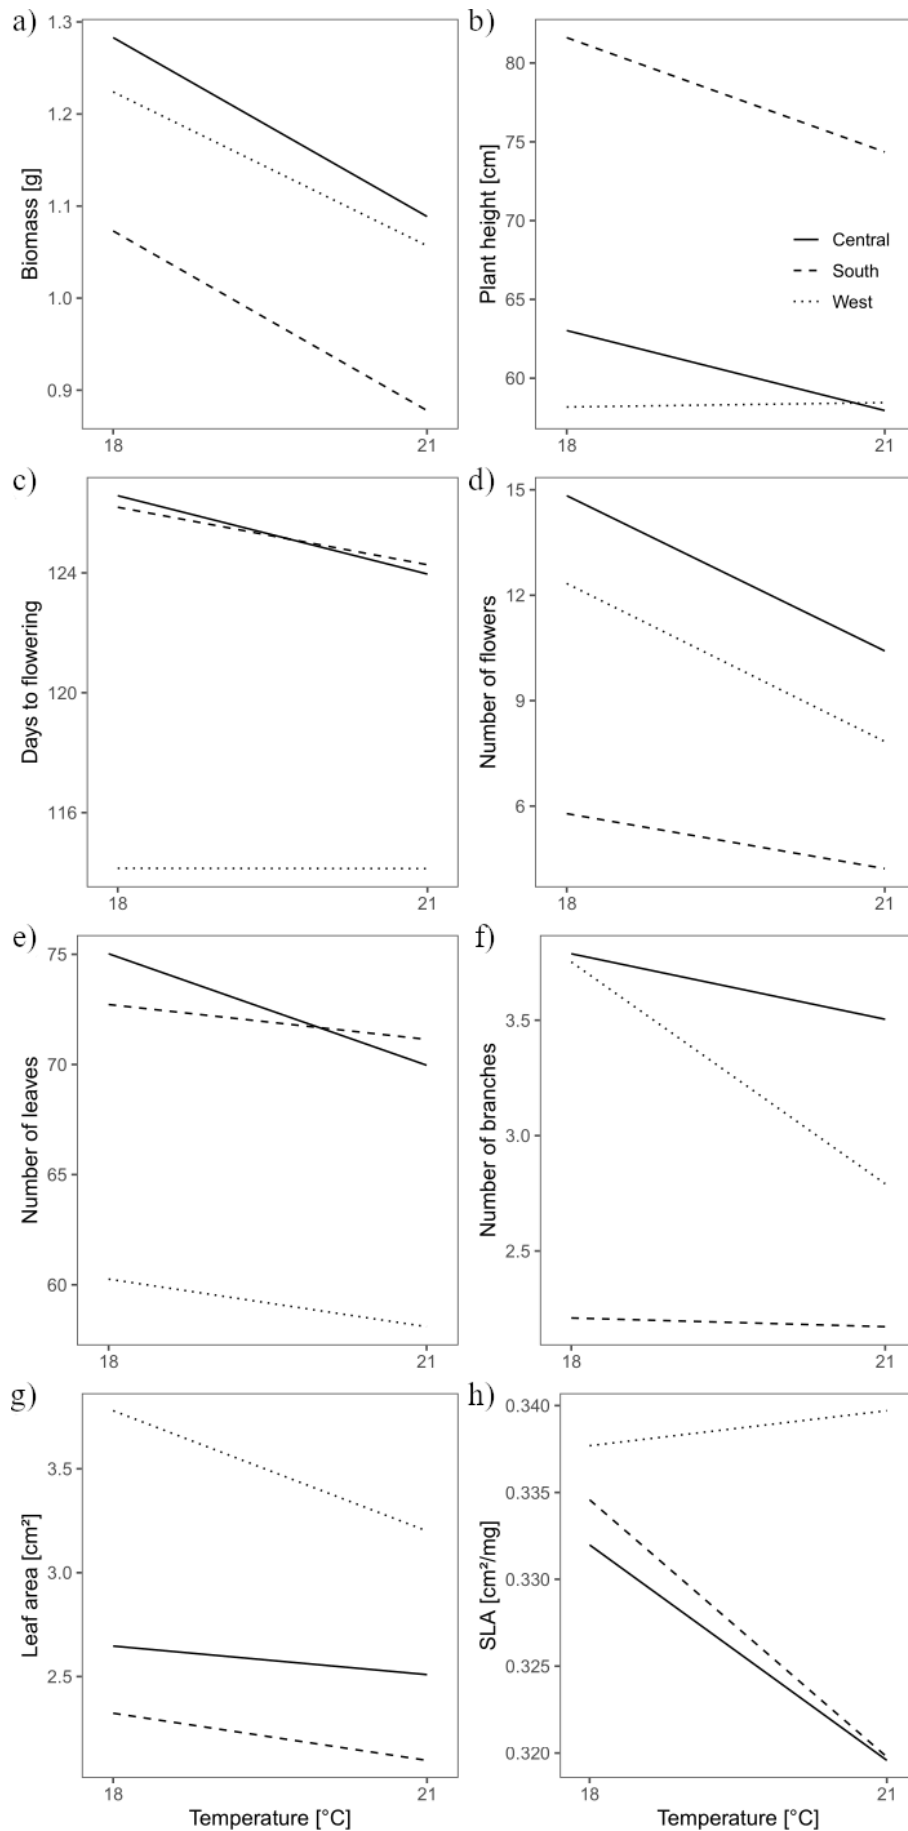 a)
1.3
1.2
1.1
1.0
0.9
Biomass [g]
18
21
b)
80
75
70
65
60
Plant height [cm]
Central
South
West
18
21
c)
124
120
116
Days to flowering
18
21
d)
15
12
9
6
Number of flowers
18
21
e)
75
70
65
60
Number of leaves
18
21
f)
3.5
3.0
2.5
Number of branches
18
21
g)
3.5
3.0
2.5
Leaf area [cm²]
18
21
Temperature [°C]
h)
0.340
0.335
0.330
0.325
0.320
SLA [cm²/mg]
18
21
Temperature [°C]